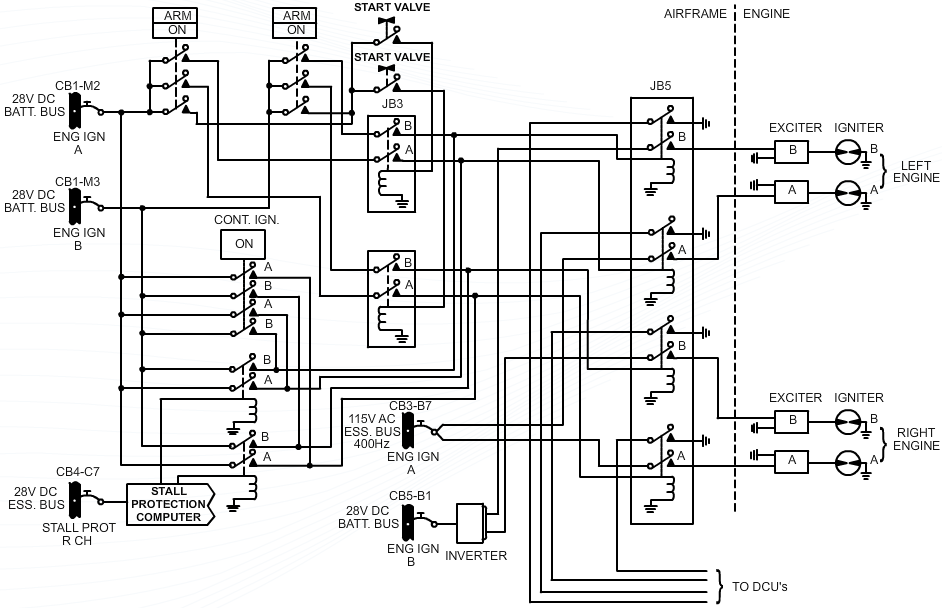 ARM
ON
ARM
ON
START VALVE
START VALVE
JB3
AIRFRAME
ENGINE
JB5
CB1-M2
28V DC
BATT. BUS
ENG IGN
A
CB1-M3
28V DC
BATT. BUS
ENG IGN
B
CONT. IGN.
ON
A
B
A
B
B
A
B
A
B
A
B
A
B
A
B
A
EXCITER
IGNITER
B
B
A
A
LEFT
ENGINE
EXCITER
IGNITER
B
B
A
A
RIGHT
ENGINE
CB4-C7
28V DC
ESS. BUS
STALL PROT
R CH
STALL
PROTECTION
COMPUTER
CB3-B7
115V AC
ESS. BUS
400Hz
ENG IGN
A
CB5-B1
28V DC
BATT. BUS
ENG IGN
B
INVERTER
TO DCU's